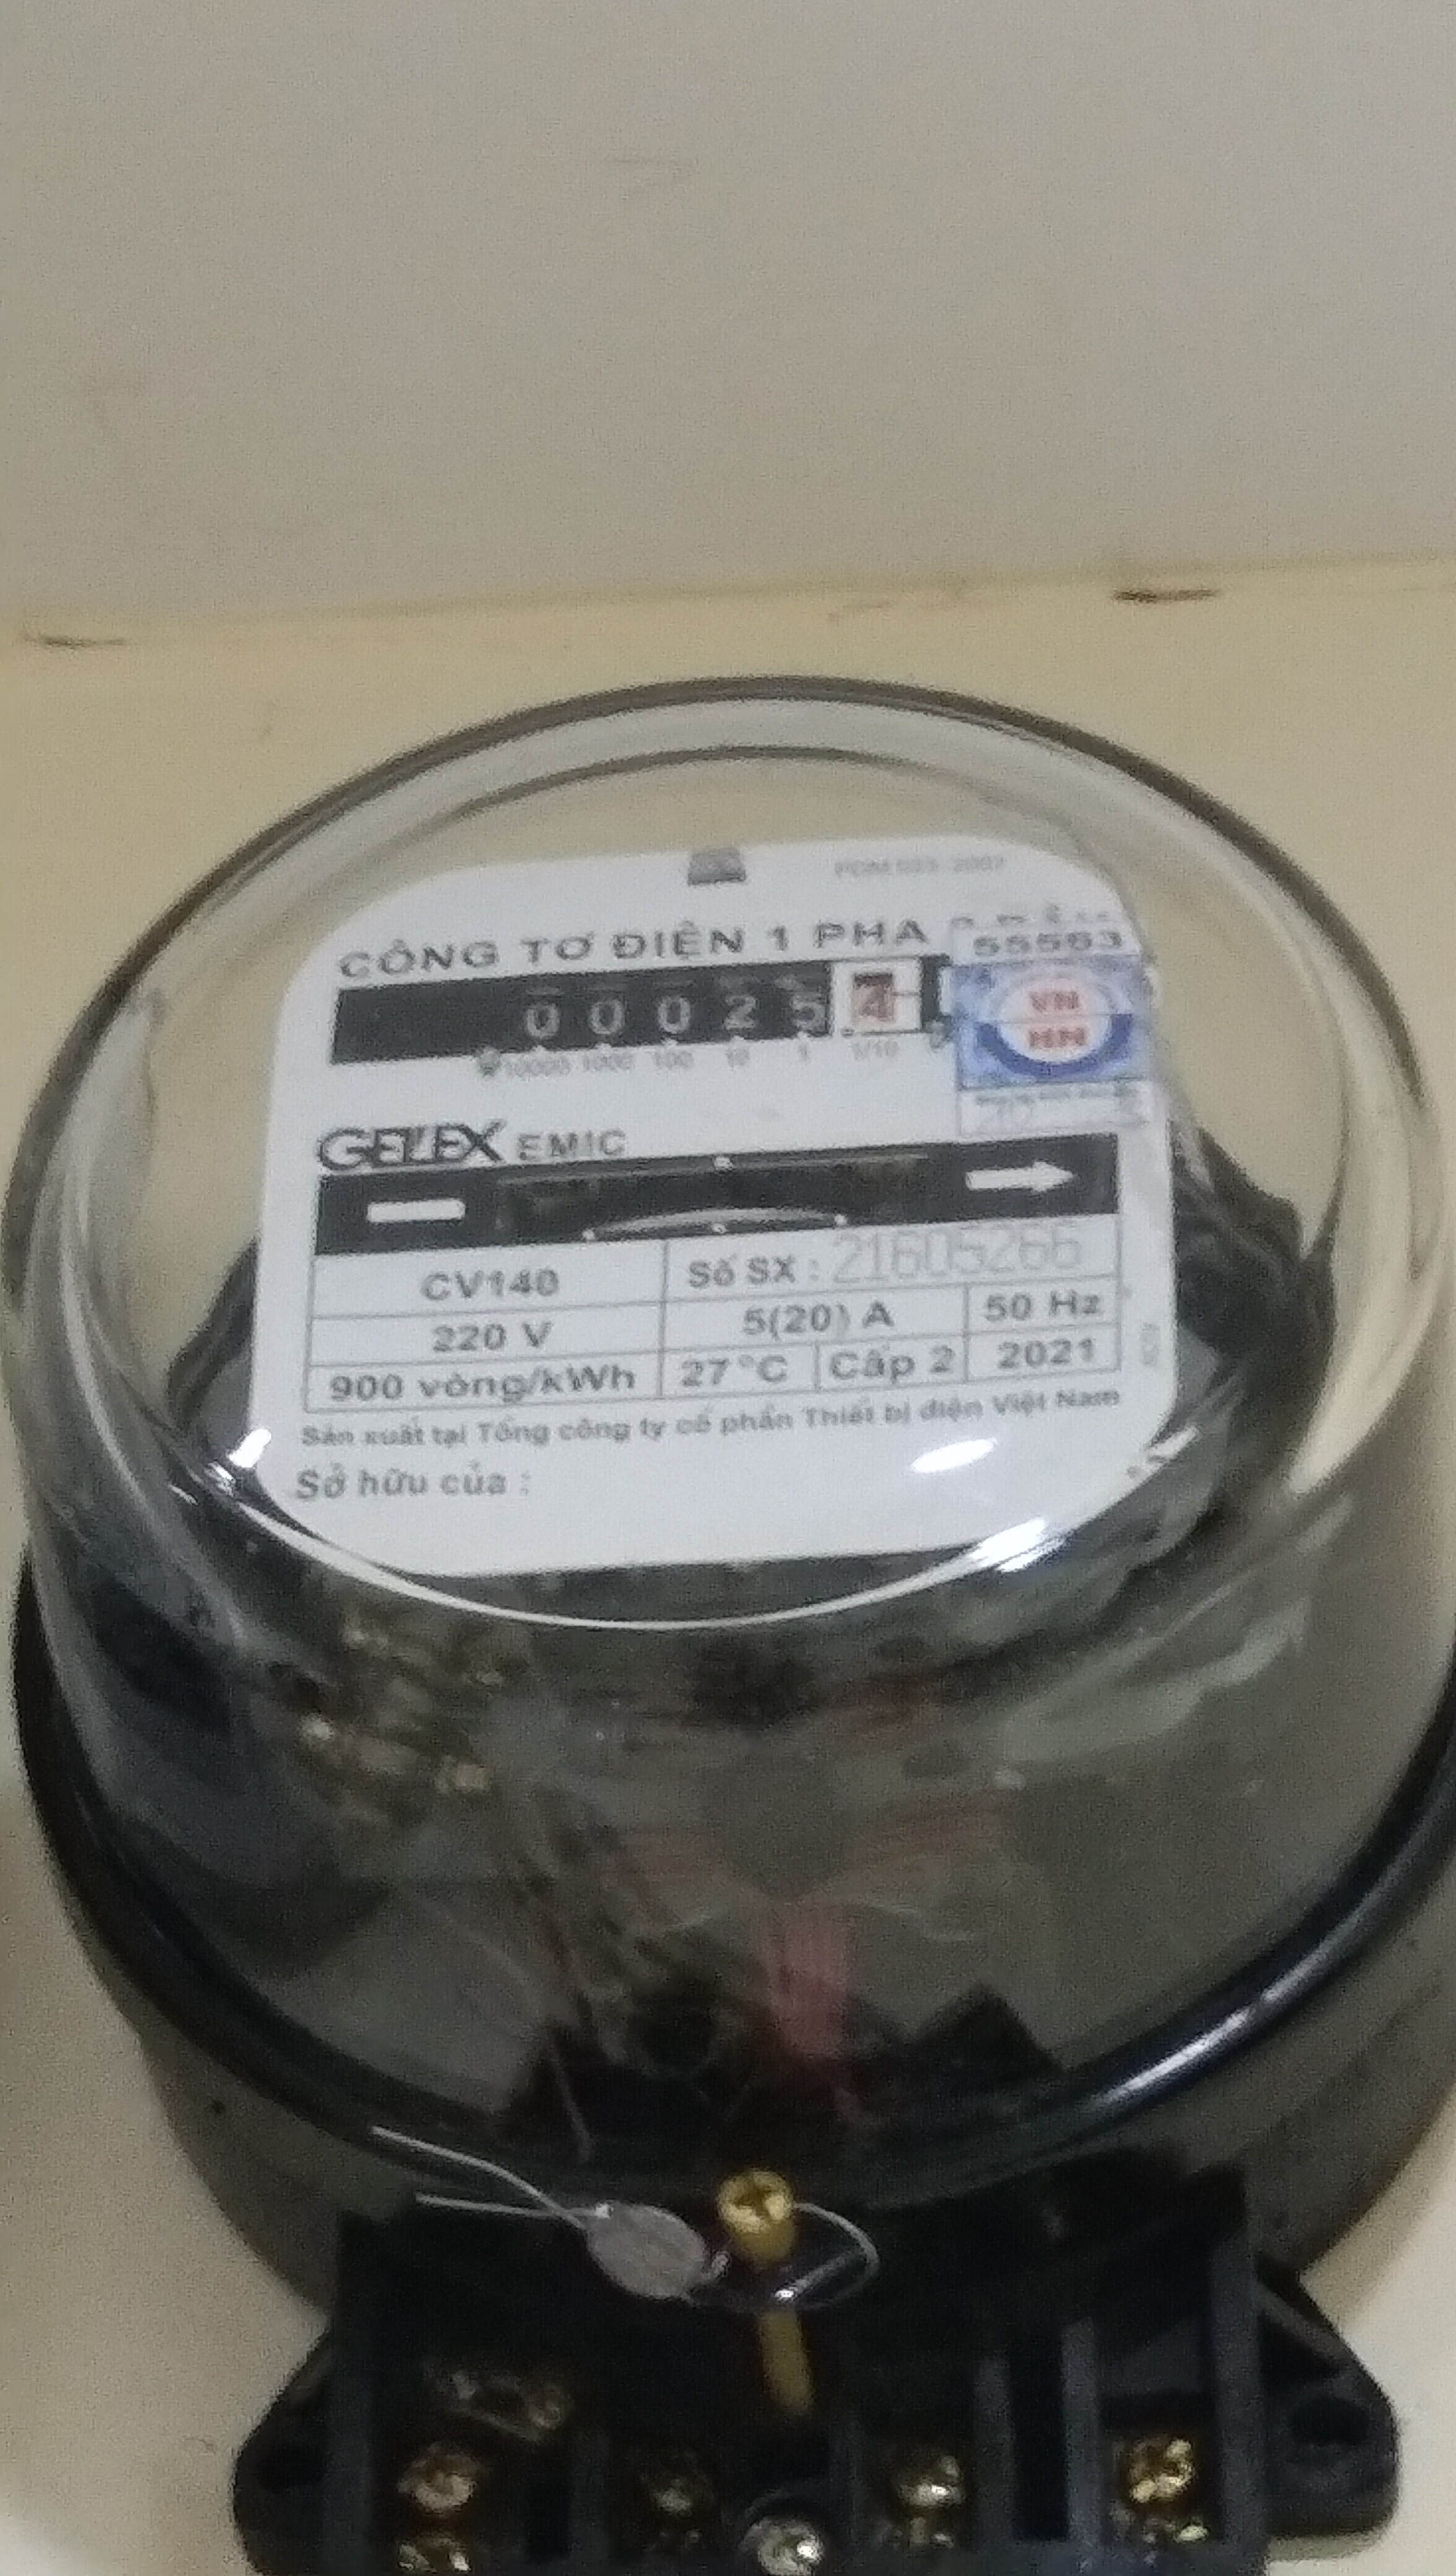 CÔNG TƠ ĐIỆN 1 PHA
55563
0 0 0 2 5 4
10000 1000 100 10 1 1/10
VN
HM
GELEX EMIC
CV140 Số SX : 21605266
220 V 5(20) A 50 Hz
900 vòng/kWh 27°C Cấp 2 2021
Sản xuất tại Tổng công ty cổ phần Thiết bị điện Việt Nam
Sở hữu của :